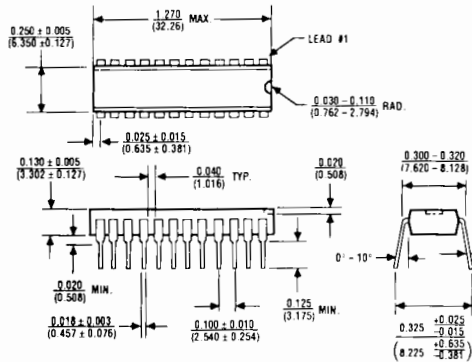 1.270
(32.26) MAX.
0.250 ± 0.005
(6.350 ± 0.127)
LEAD #1
0.030 – 0.110
(0.762 – 2.794) RAD.
0.025 ± 0.015
(0.635 ± 0.381)
0.130 ± 0.005
(3.302 ± 0.127)
0.040
(1.016) TYP.
0.020
(0.508)
0.300 – 0.320
(7.620 – 8.128)
0° – 10°
0.020
(0.508) MIN.
0.125
(3.175) MIN.
0.018 ± 0.003
(0.457 ± 0.076)
0.100 ± 0.010
(2.540 ± 0.254)
0.325 +0.025 -0.015
(8.225 +0.635 -0.381)